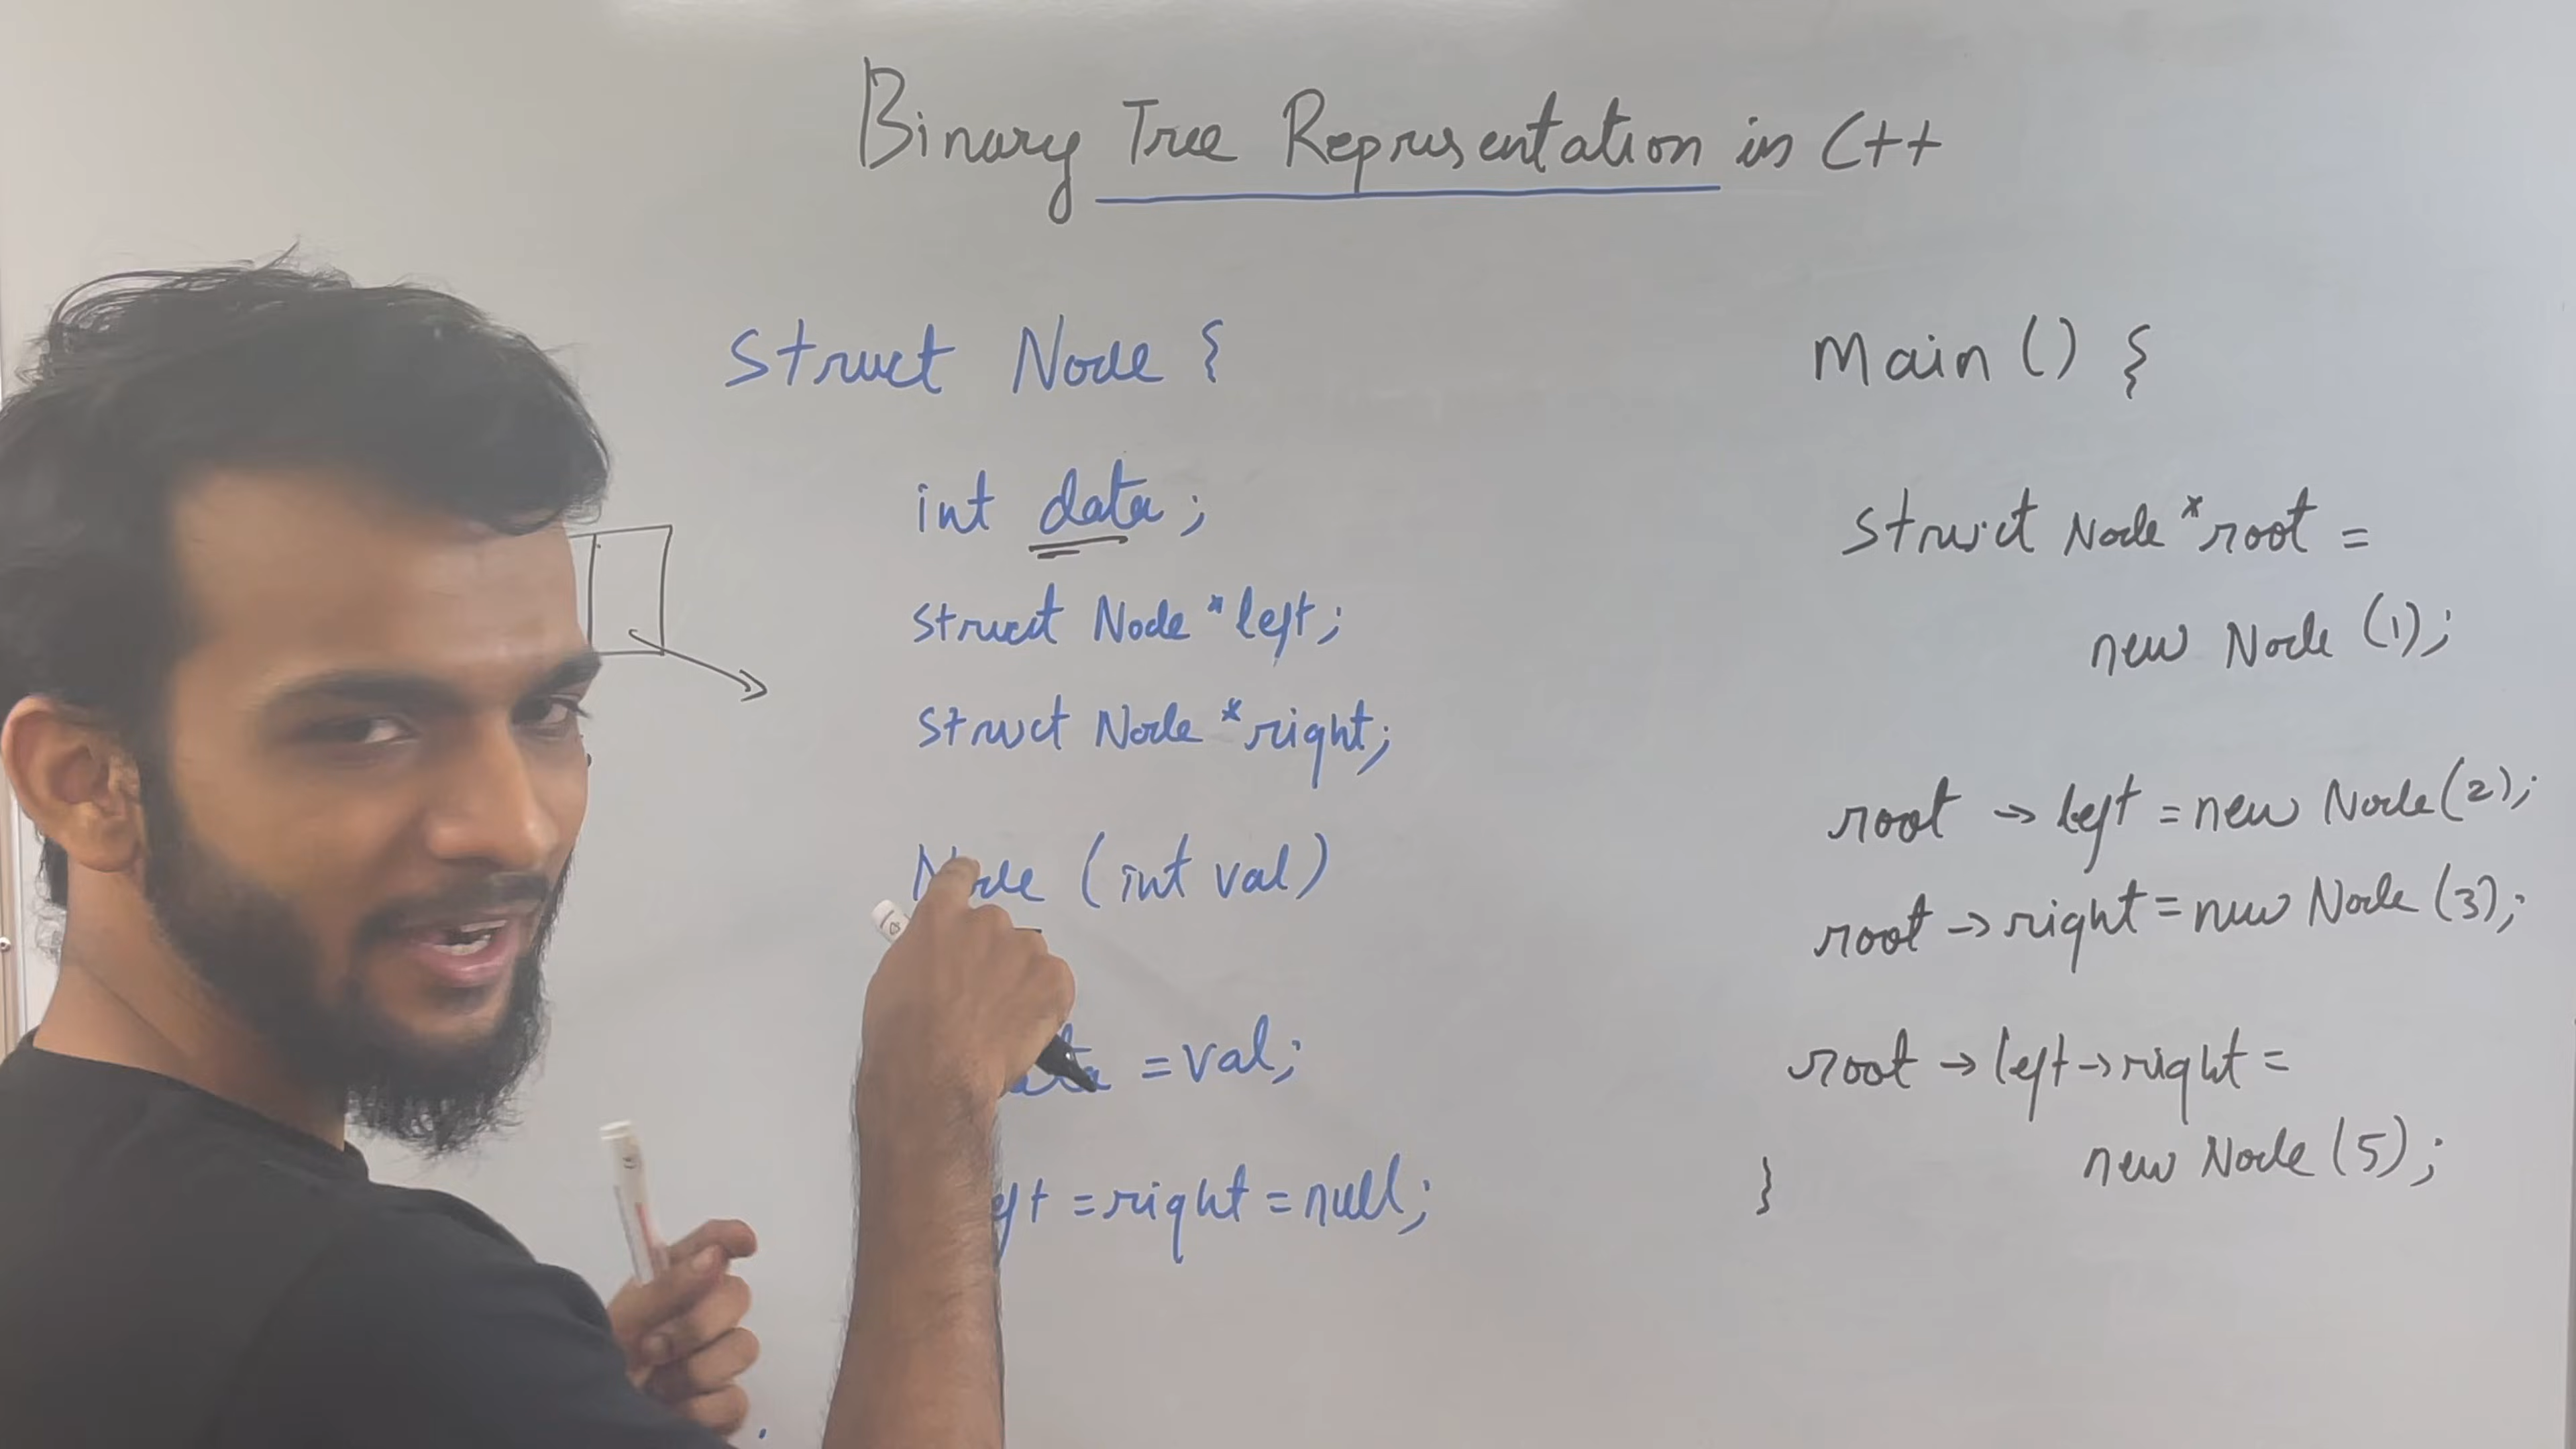 Binary Tree Representation in C++
Struct Node {
int data;
struct Node *left;
struct Node *right;
Node (int val)
= val;
= right = null;
Main () {
Struct Node *root =
new Node (1);
root → left = new Node (2);
root → right = new Node (3);
root → left → right =
new Node (5);
}